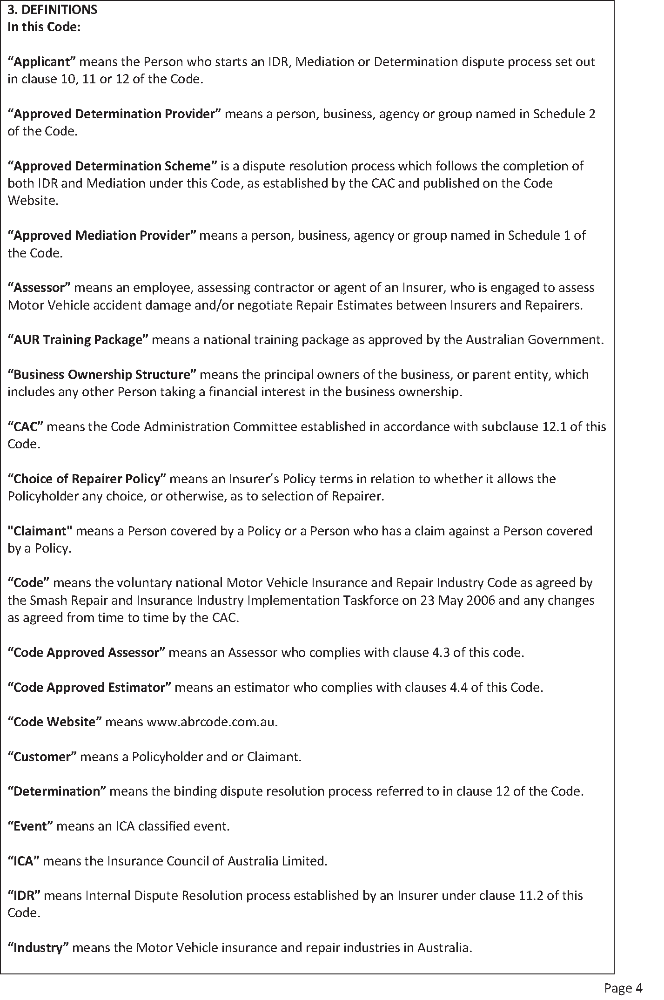 3. DEFINITIONS
In this Code:
“Applicant” means the Person who starts an IDR, Mediation or Determination dispute process set out
in clause 10, 11 or 12 of the Code.
“Approved Determination Provider” means a person, business, agency or group named in Schedule 2
of the Code.
“Approved Determination Scheme” is a dispute resolution process which follows the completion of
both IDR and Mediation under this Code, as established by the CAC and published on the Code
Website.
“Approved Mediation Provider” means a person, business, agency or group named in Schedule 1 of
the Code.
“Assessor” means an employee, assessing contractor or agent of an Insurer, who is engaged to assess
Motor Vehicle accident damage and/or negotiate Repair Estimates between Insurers and Repairers.
“AUR Training Package” means a national training package as approved by the Australian Government.
“Business Ownership Structure” means the principal owners of the business, or parent entity, which
includes any other Person taking a financial interest in the business ownership.
“CAC” means the Code Administration Committee established in accordance with subclause 12.1 of this
Code.
“Choice of Repairer Policy” means an Insurer’s Policy terms in relation to whether it allows the
Policyholder any choice, or otherwise, as to selection of Repairer.
"Claimant" means a Person covered by a Policy or a Person who has a claim against a Person covered
by a Policy.
“Code” means the voluntary national Motor Vehicle Insurance and Repair Industry Code as agreed by
the Smash Repair and Insurance Industry Implementation Taskforce on 23 May 2006 and any changes
as agreed from time to time by the CAC.
“Code Approved Assessor” means an Assessor who complies with clause 4.3 of this code.
“Code Approved Estimator” means an estimator who complies with clauses 4.4 of this Code.
“Code Website” means www.abrcode.com.au.
“Customer” means a Policyholder and or Claimant.
“Determination” means the binding dispute resolution process referred to in clause 12 of the Code.
“Event” means an ICA classified event.
“ICA” means the Insurance Council of Australia Limited.
“IDR” means Internal Dispute Resolution process established by an Insurer under clause 11.2 of this
Code.
“Industry” means the Motor Vehicle insurance and repair industries in Australia.
Page 4